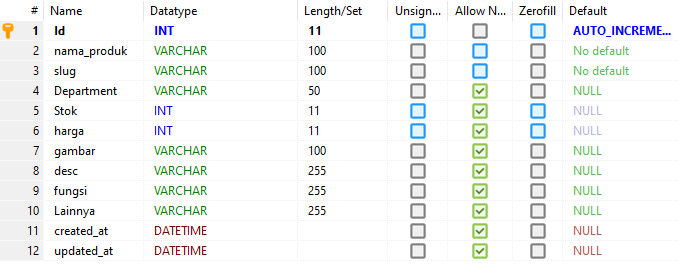 # Name Datatype Length/Set Unsign... Allow N... Zerofill Default
1 Id INT 11 AUTO_INCREME...
2 nama_produk VARCHAR 100 No default
3 slug VARCHAR 100 No default
4 Department VARCHAR 50 NULL
5 Stok INT 11 NULL
6 harga INT 11 NULL
7 gambar VARCHAR 100 NULL
8 desc VARCHAR 255 NULL
9 fungsi VARCHAR 255 NULL
10 Lainnya VARCHAR 255 NULL
11 created_at DATETIME NULL
12 updated_at DATETIME NULL